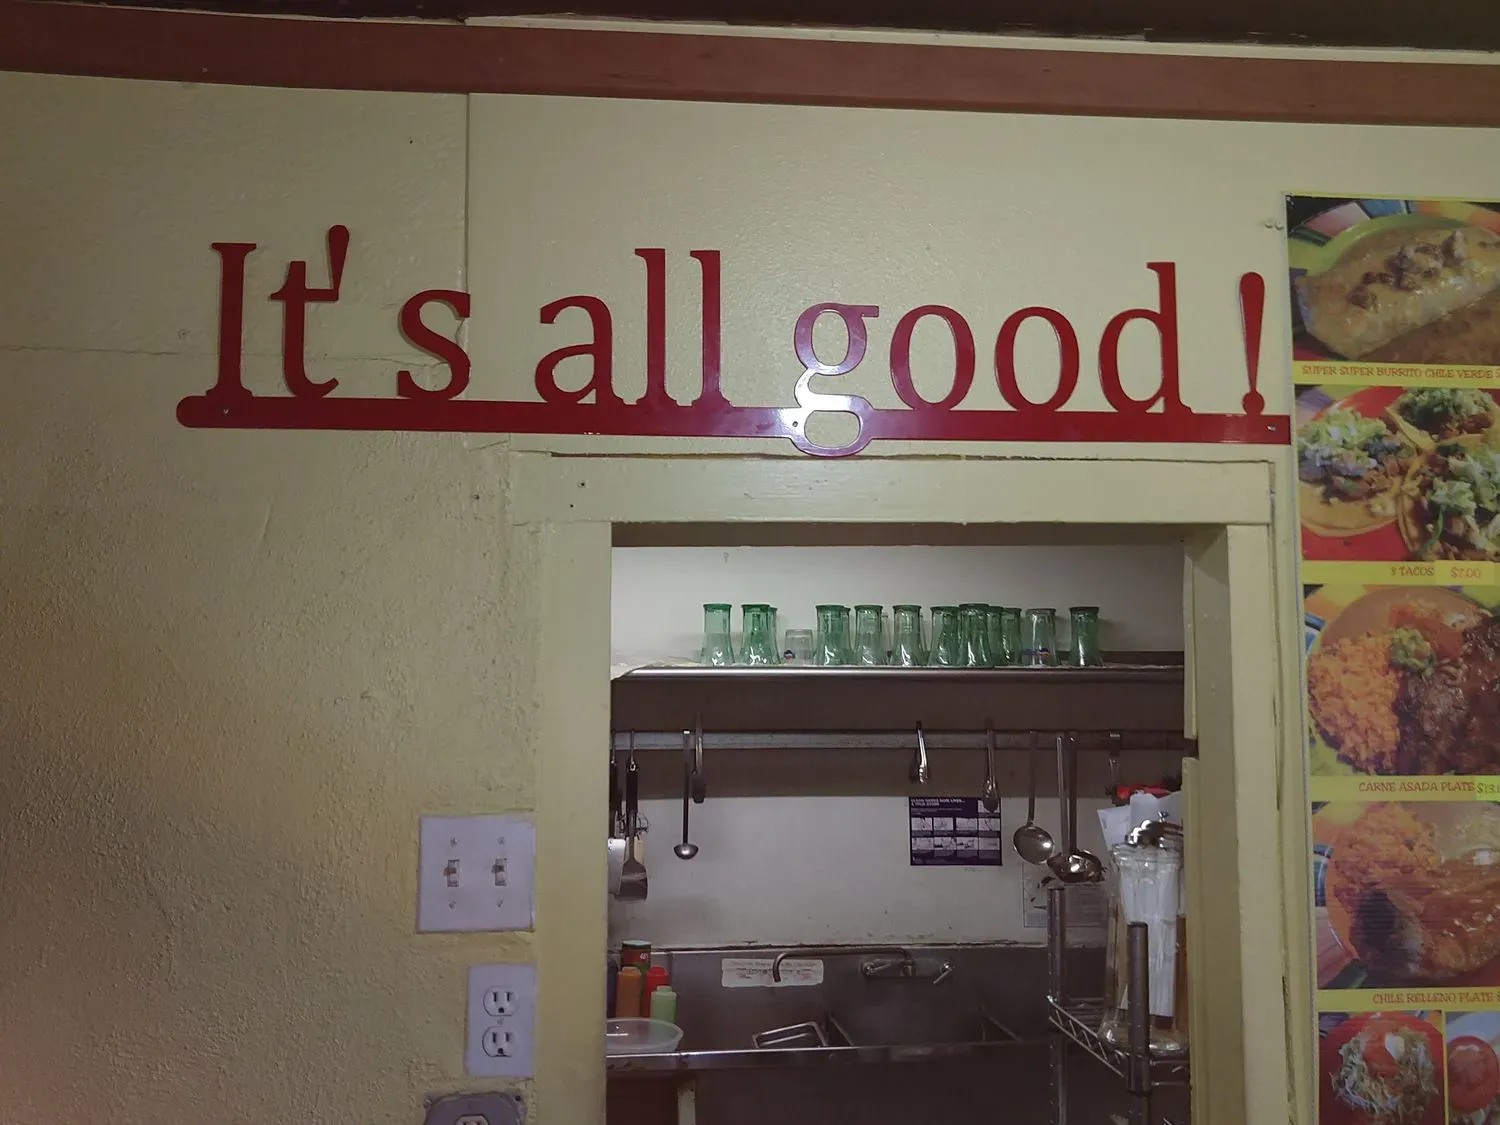 It's all good!
SUPER SUPER BURRITO CHILE VERDE
3 TACOS $7.00
CARNE ASADA PLATE
CHILE RELLENO PLATE